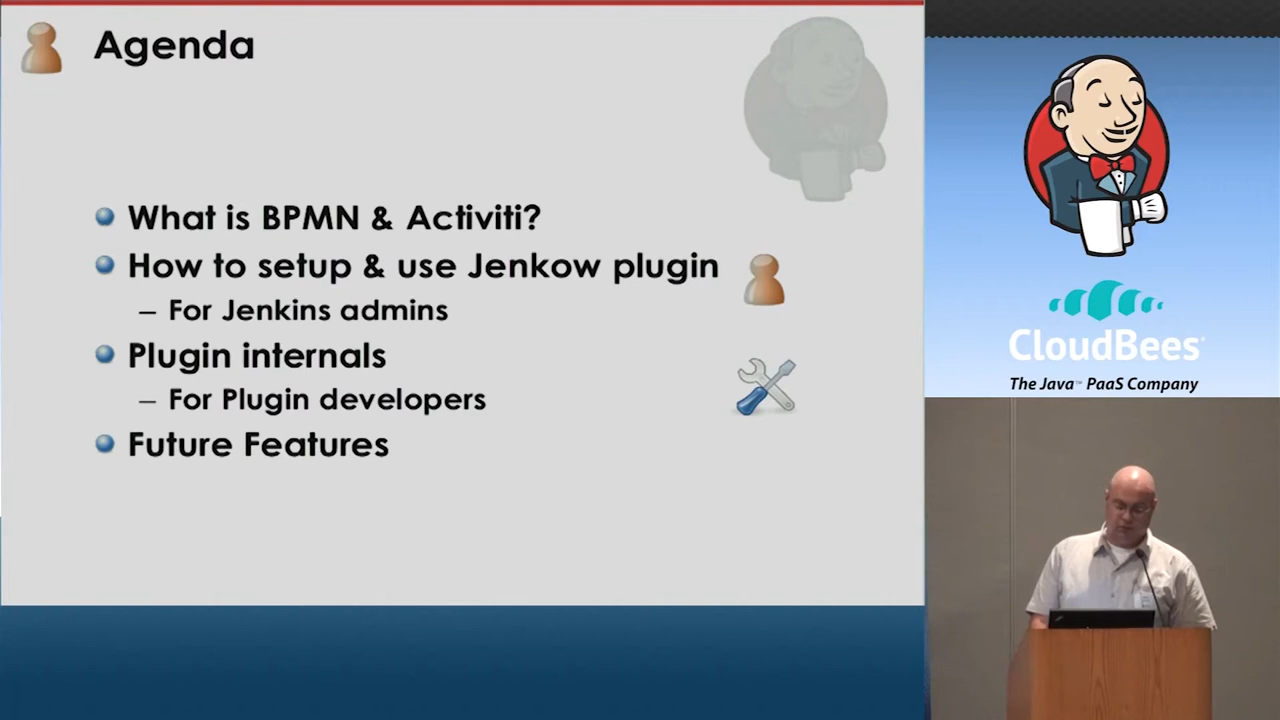 Agenda
What is BPMN & Activiti?
How to setup & use Jenkow plugin
– For Jenkins admins
Plugin internals
– For Plugin developers
Future Features
CloudBees
The Java™ PaaS Company